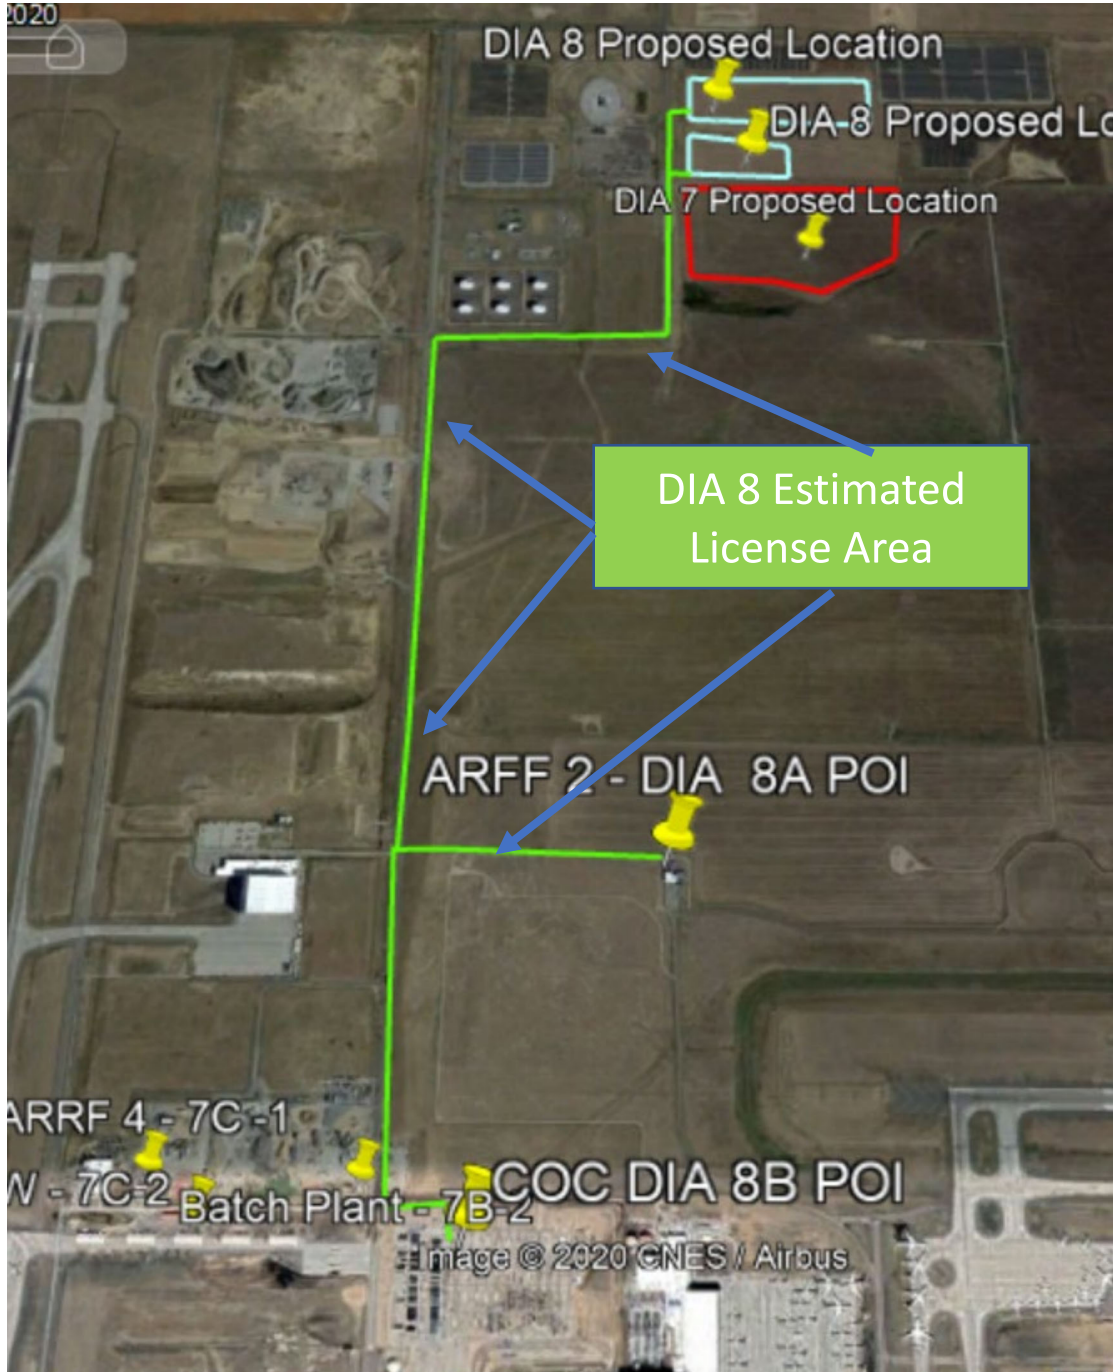 2020
DIA 8 Proposed Location
DIA 8 Proposed Lo
DIA 7 Proposed Location
DIA 8 Estimated
License Area
ARFF 2 - DIA 8A POI
ARRF 4 - 7C -1
W - 7C-2
COC DIA 8B POI
Batch Plant - 7B-2
Image © 2020 CNES / Airbus